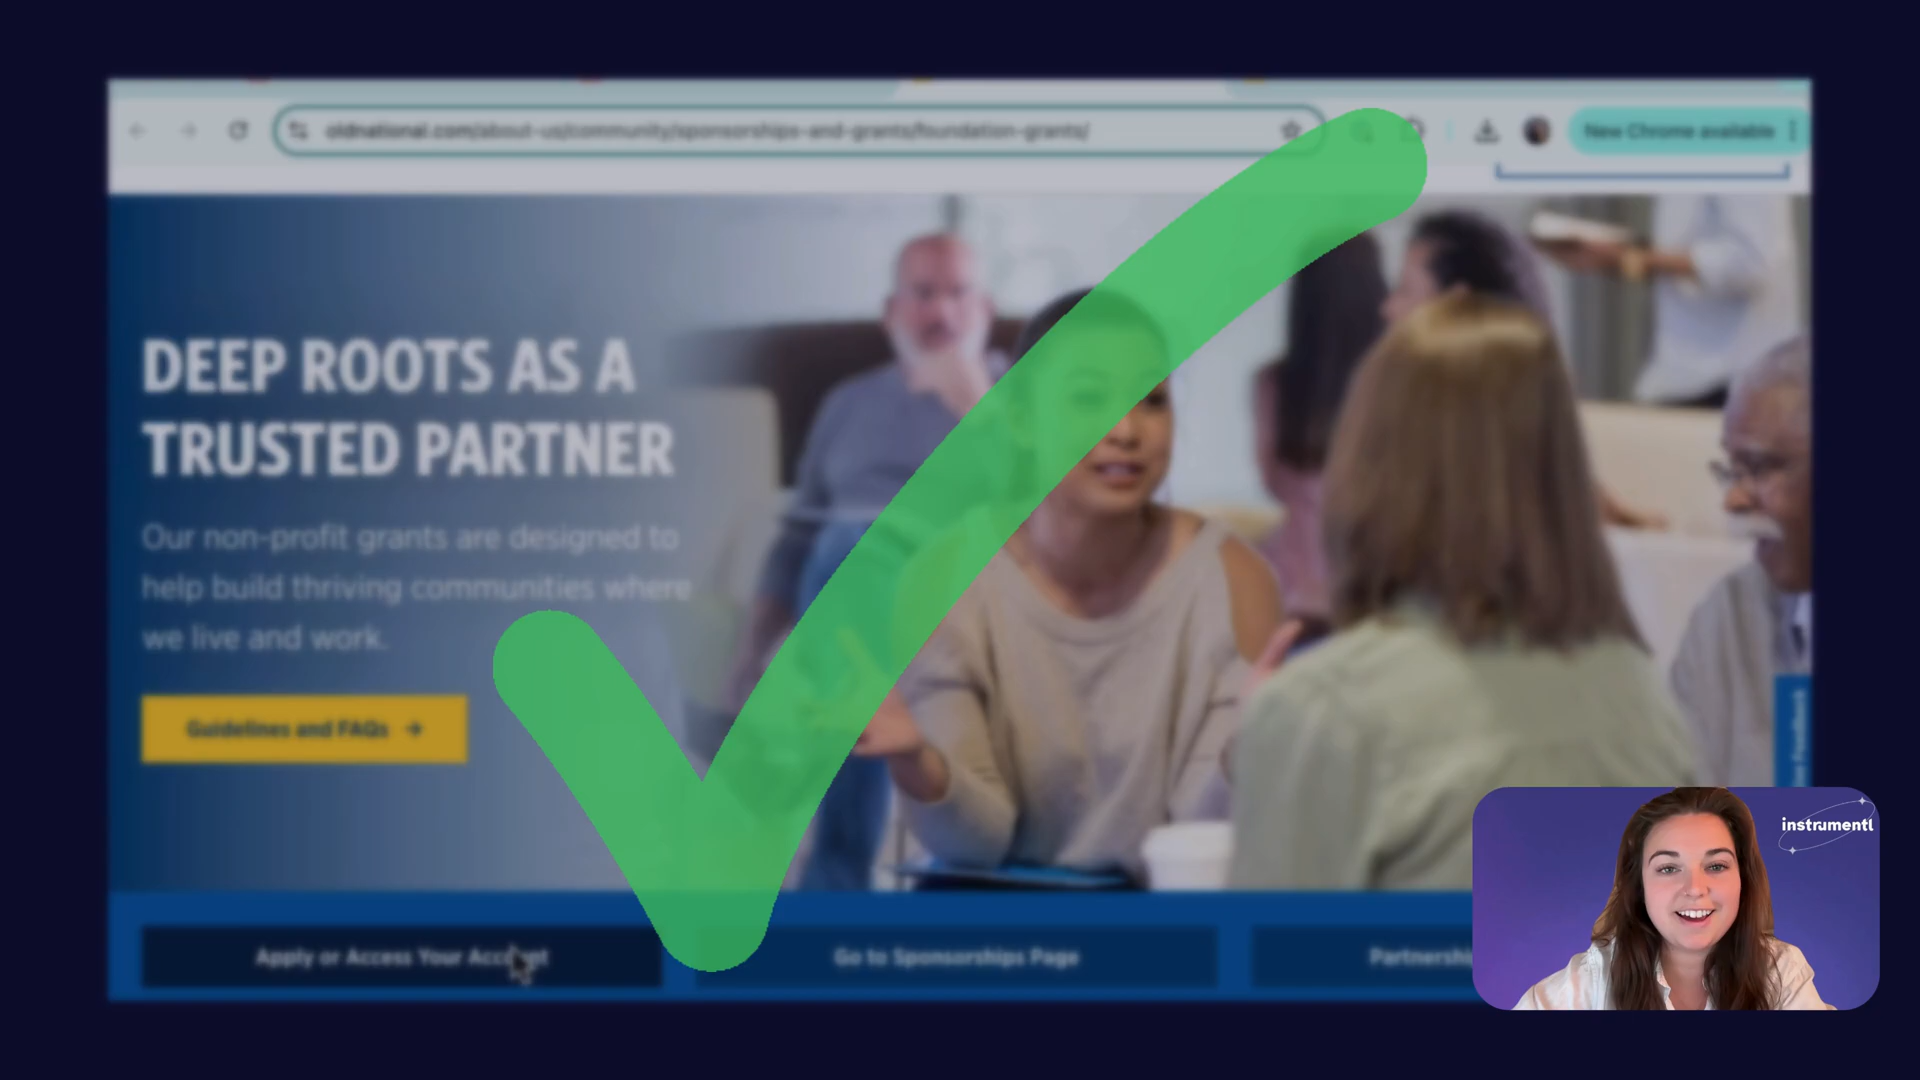 oldnational.com/about-us/community/sponsorships-and-grants/foundation-grants/
New Chrome available
DEEP ROOTS AS A
TRUSTED PARTNER
Our non-profit grants are designed to
help build thriving communities where
we live and work.
Guidelines and FAQs
Feedback
instrumentl
Apply or Access Your Account
Go to Sponsorships Page